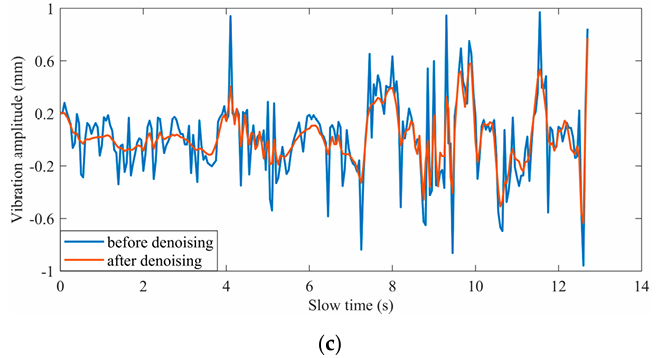 1
0.6
0.2
-0.2
-0.6
-1
Vibration amplitude (mm)
before denoising
after denoising
0 2 4 6 8 10 12 14
Slow time (s)
(c)